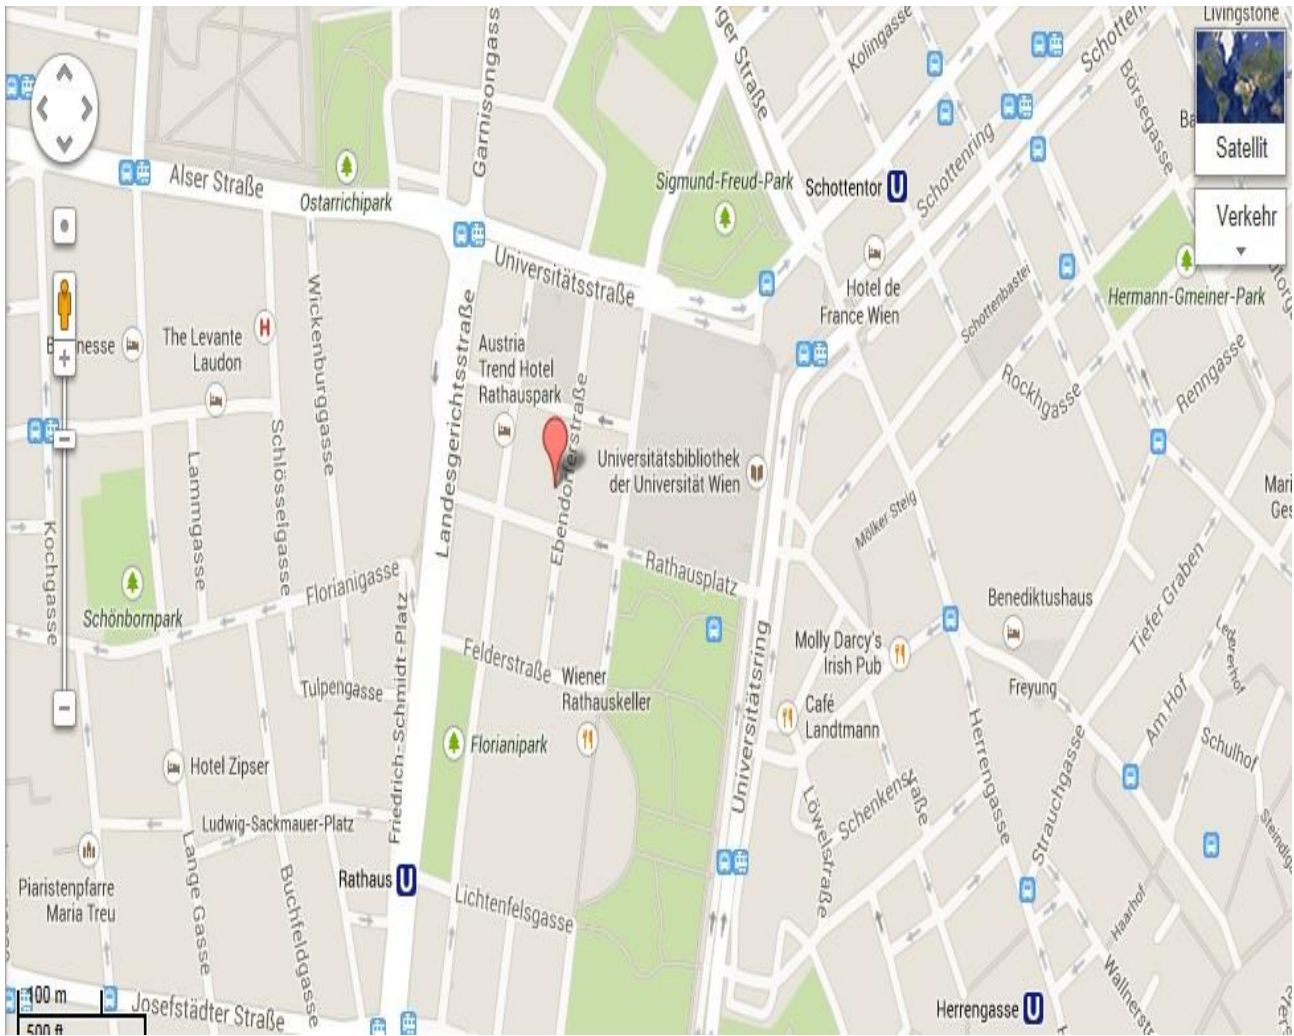 Livingstone
Garnisongass
Kolingasse
Schottenring
Börsegasse
Satellit
Verkehr
Alser Straße
Ostarrichipark
Sigmund-Freud-Park
Schottentor U
Schottenring
Universitätsstraße
Hotel de
France Wien
Schottenbastei
Hermann-Gmeiner-Park
Wickenburggasse
Landesgerichtsstraße
The Levante
Laudon
H
Austria
Trend Hotel
Rathauspark
Rockhgasse
Renngasse
Lammgasse
Schlösselgasse
Ebendorferstraße
Universitätsbibliothek
der Universität Wien
Mölker Steig
Kochgasse
Schönbornpark
Florianigasse
Rathausplatz
Benediktushaus
Tiefer Graben
Ledererhof
Felderstraße
Wiener
Rathauskeller
Molly Darcy's
Irish Pub
Freyung
Tulpengasse
Friedrich-Schmidt-Platz
Florianipark
Universitätsring
Café
Landtmann
Herrengasse
Am Hof
Schulhof
Hotel Zipser
Ludwig-Sackmauer-Platz
Löwelstraße
Schenkenstraße
Strauchgasse
Piaristenpfarre
Maria Treu
Lange Gasse
Buchfeldgasse
Rathaus U
Lichtenfelsgasse
Haarhof
Wallnerst
100 m
500 ft
Josefstädter Straße
Herrengasse U